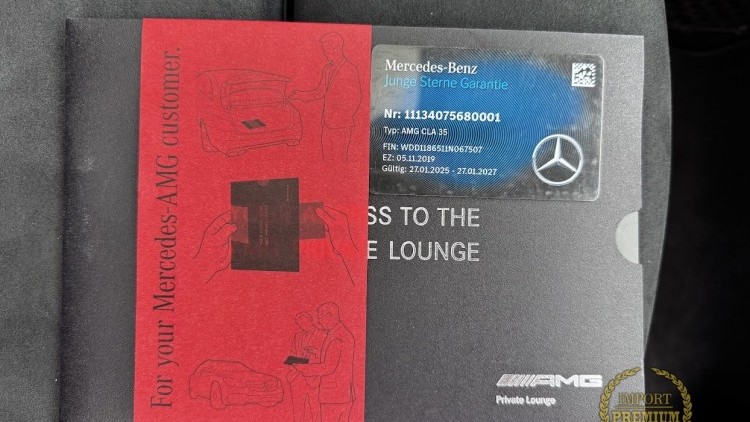 For your Mercedes-AMG customer.
Mercedes-Benz
Junge Sterne Garantie
Nr: 11134075680001
Typ: AMG CLA 35
FIN: WDD1186511N067507
EZ: 05.11.2019
Gültig: 27.01.2025 - 27.01.2027
SS TO THE
E LOUNGE
AMG
Private Lounge
IMPORT
PREMIUM